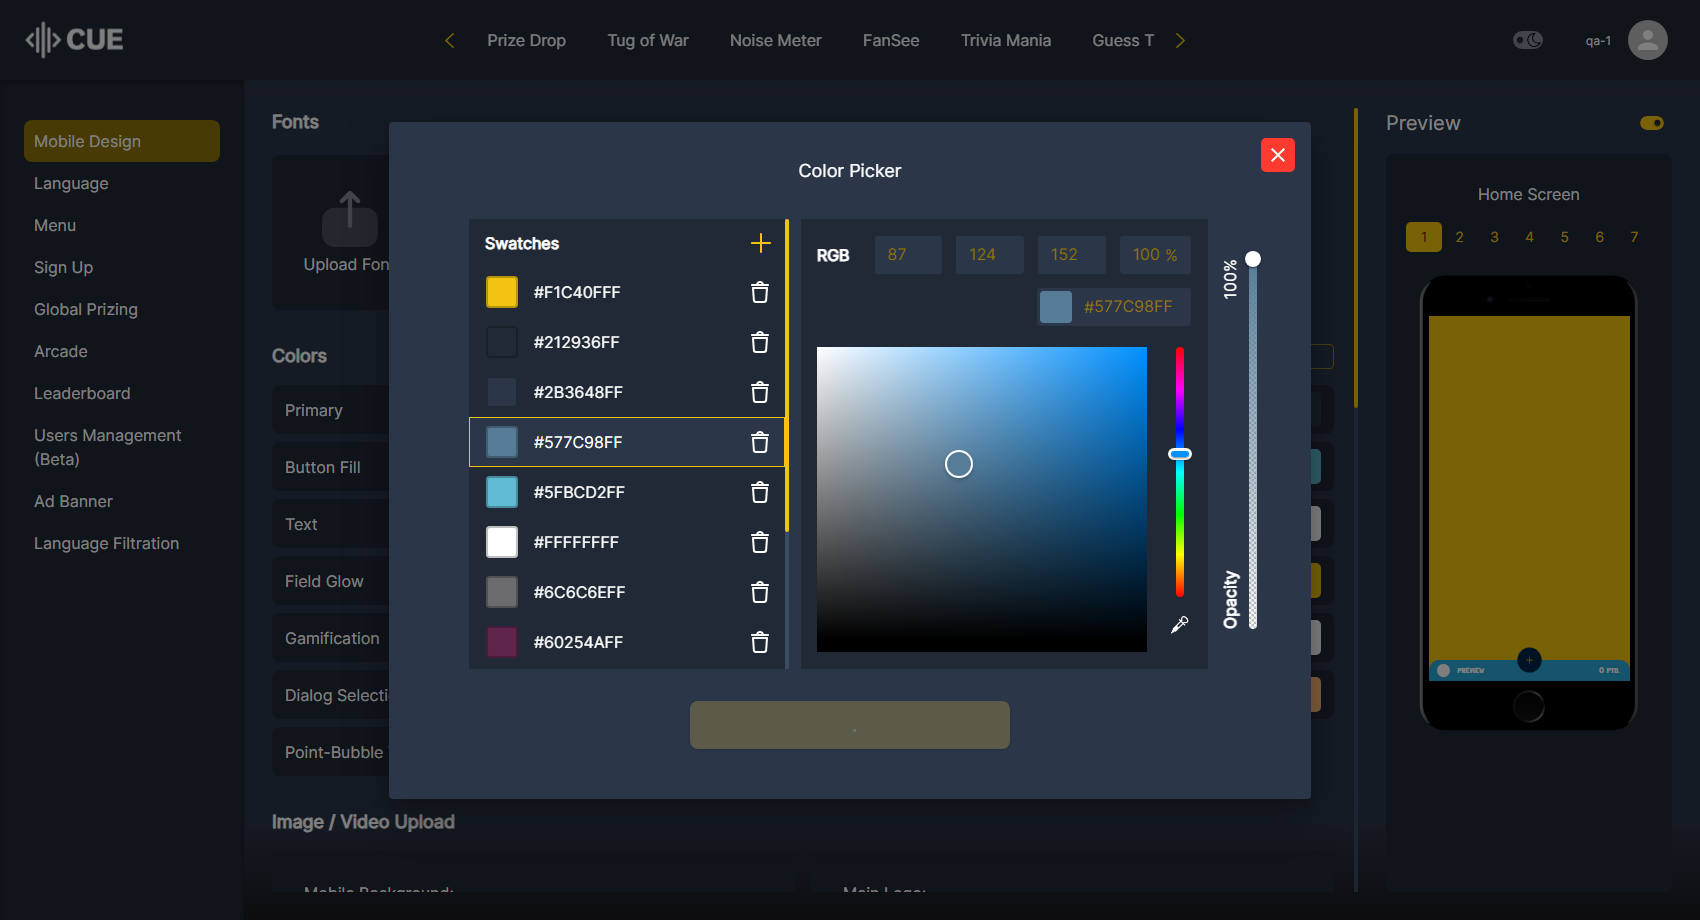 CUE
Prize Drop
Tug of War
Noise Meter
FanSee
Trivia Mania
Guess T
qa-1
Mobile Design
Language
Menu
Sign Up
Global Prizing
Arcade
Leaderboard
Users Management
(Beta)
Ad Banner
Language Filtration
Fonts
Upload Fon
Colors
Primary
Button Fill
Text
Field Glow
Gamification
Dialog Selecti
Point-Bubble
Image / Video Upload
Mobile Background:
Main Logo:
Color Picker
Swatches
#F1C40FFF
#212936FF
#2B3648FF
#577C98FF
#5FBCD2FF
#FFFFFFFF
#6C6C6EFF
#60254AFF
RGB
87
124
152
100 %
#577C98FF
100%
Opacity
Preview
Home Screen
1 2 3 4 5 6 7
PREVIEW
0 PTS.